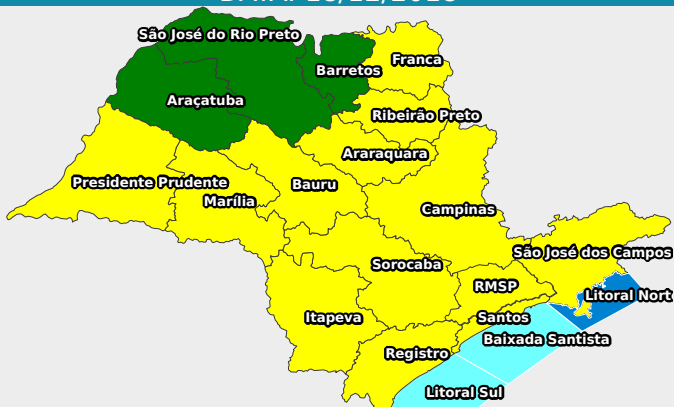 São José do Rio Preto
Franca
Barretos
Araçatuba
Ribeirão Preto
Araraquara
Presidente Prudente
Bauru
Marília
Campinas
São José dos Campos
Sorocaba
RMSP
Litoral Nort
Itapeva
Santos
Baixada Santista
Registro
Litoral Sul